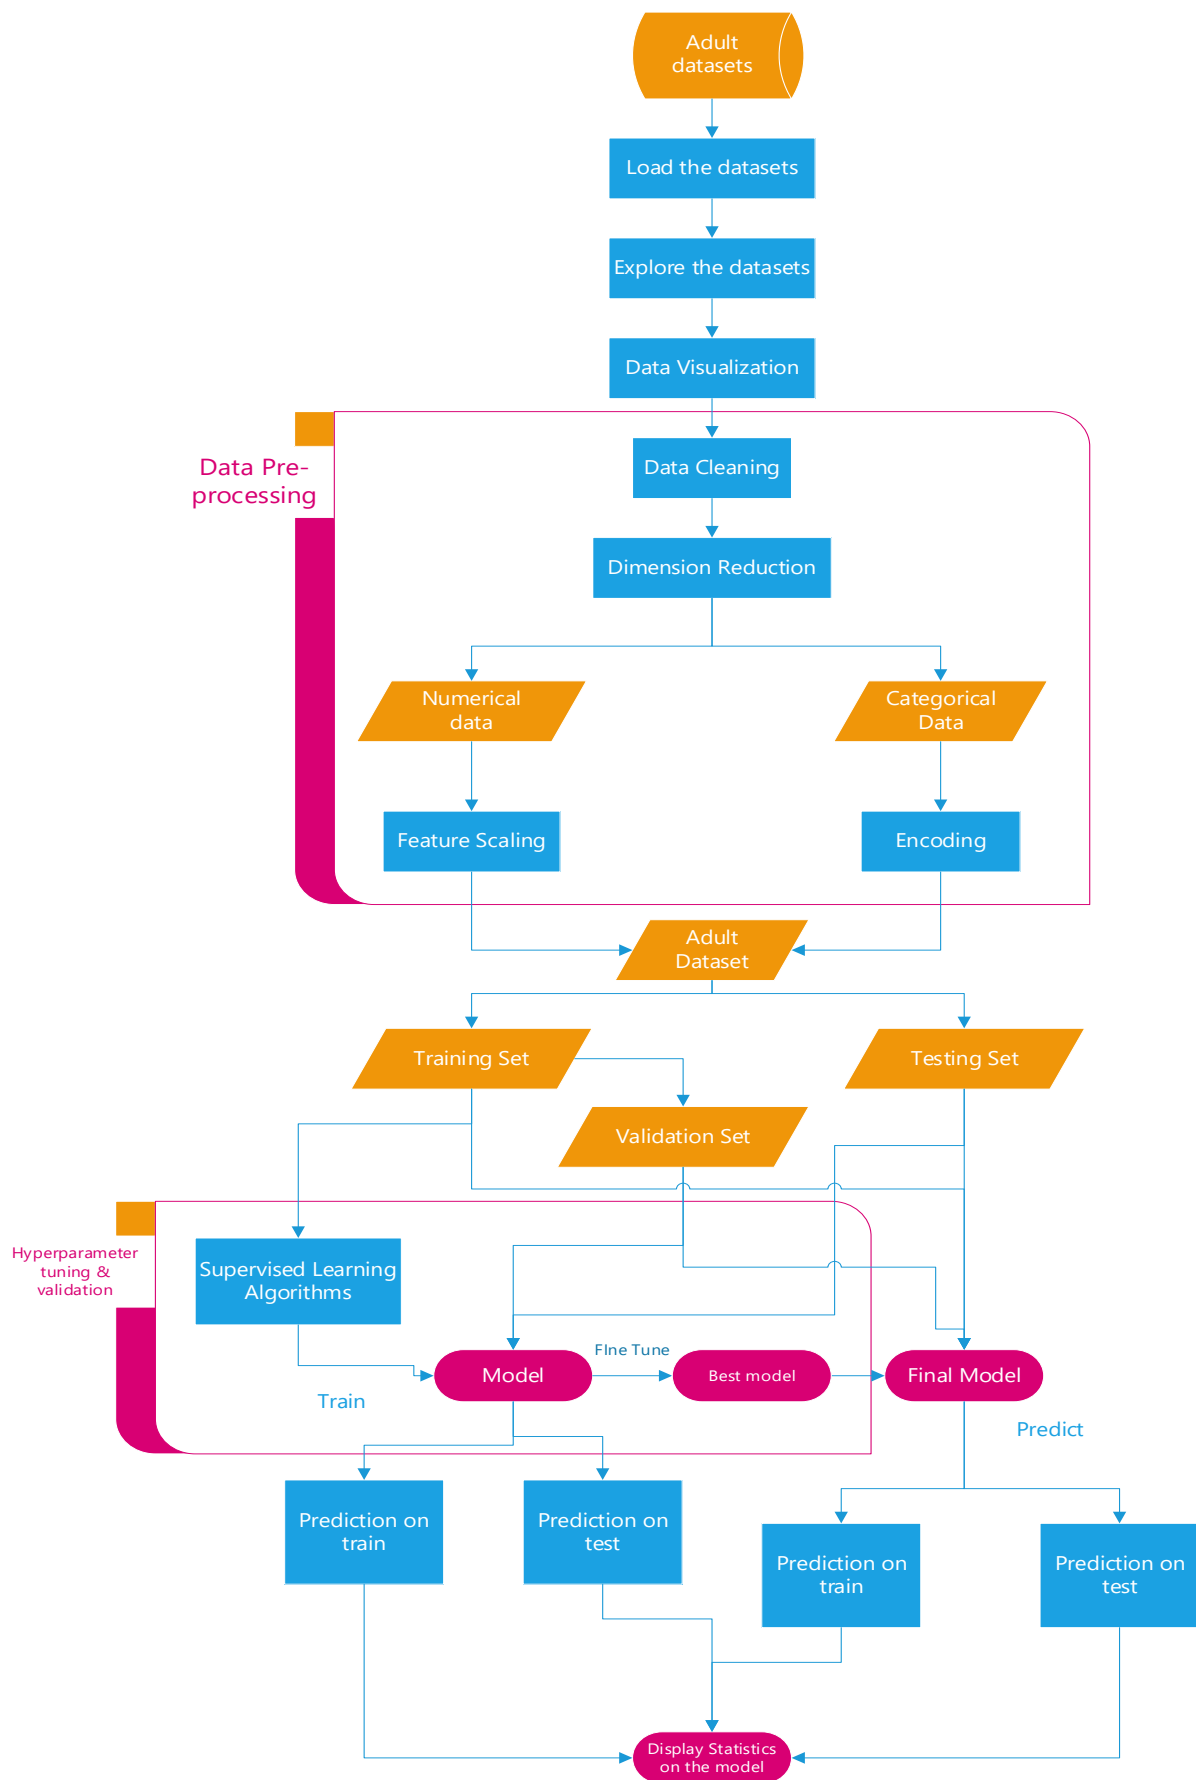 Adult
datasets
Load the datasets
Explore the datasets
Data Visualization
Data Pre-
processing
Data Cleaning
Dimension Reduction
Numerical
data
Categorical
Data
Feature Scaling
Encoding
Adult
Dataset
Training Set
Testing Set
Validation Set
Hyperparameter
tuning &
validation
Supervised Learning
Algorithms
FIne Tune
Model
Best model
Final Model
Train
Predict
Prediction on
train
Prediction on
test
Prediction on
train
Prediction on
test
Display Statistics
on the model